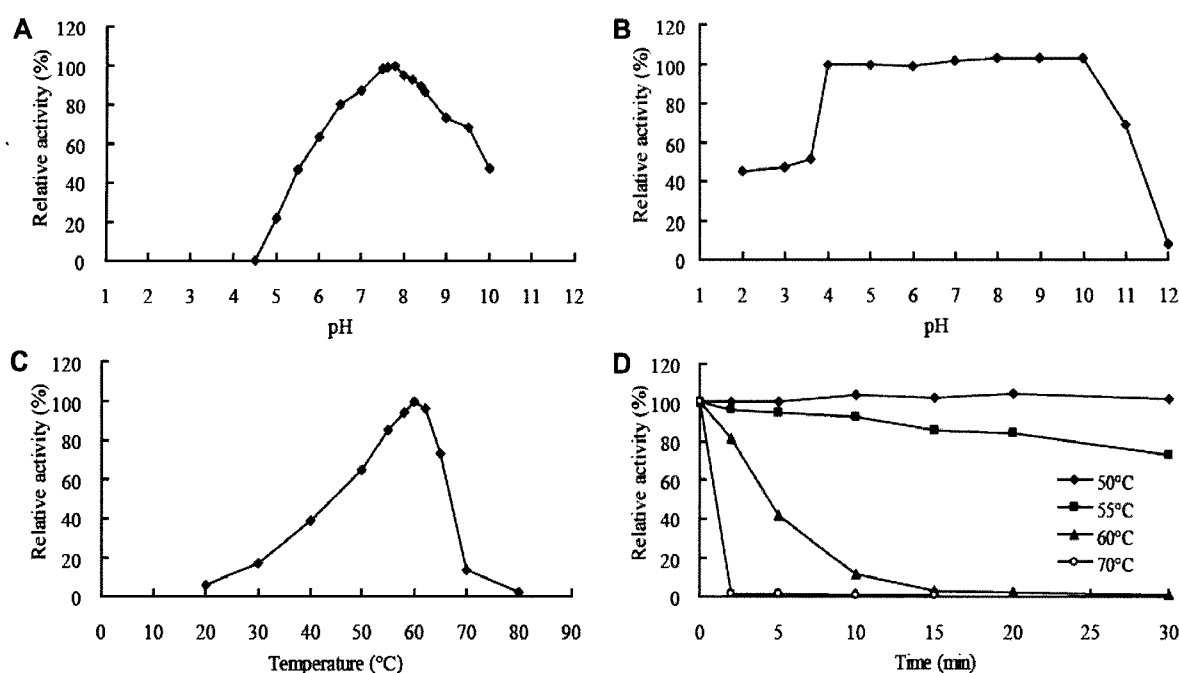 A
Relative activity (%)
120
100
80
60
40
20
0
1 2 3 4 5 6 7 8 9 10 11 12
pH
B
Relative activity (%)
120
100
80
60
40
20
0
1 2 3 4 5 6 7 8 9 10 11 12
pH
C
Relative activity (%)
120
100
80
60
40
20
0
0 10 20 30 40 50 60 70 80 90
Temperature (°C)
D
Relative activity (%)
120
100
80
60
40
20
0
0 5 10 15 20 25 30
Time (min)
50°C
55°C
60°C
70°C